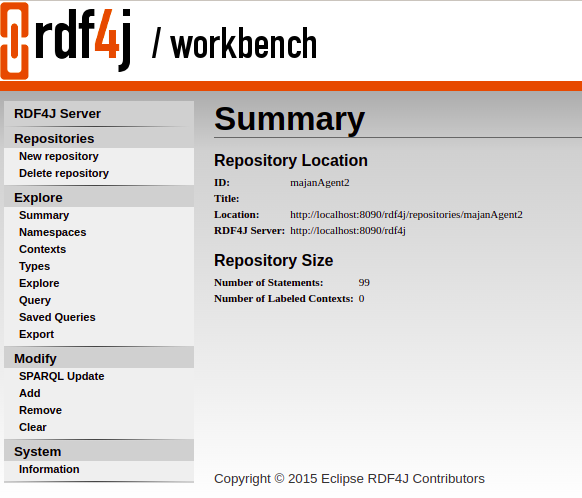 rdf4j / workbench
RDF4J Server
Repositories
New repository
Delete repository
Explore
Summary
Namespaces
Contexts
Types
Explore
Query
Saved Queries
Export
Modify
SPARQL Update
Add
Remove
Clear
System
Information
Summary
Repository Location
ID: majanAgent2
Title:
Location: http://localhost:8090/rdf4j/repositories/majanAgent2
RDF4J Server: http://localhost:8090/rdf4j
Repository Size
Number of Statements: 99
Number of Labeled Contexts: 0
Copyright © 2015 Eclipse RDF4J Contributors